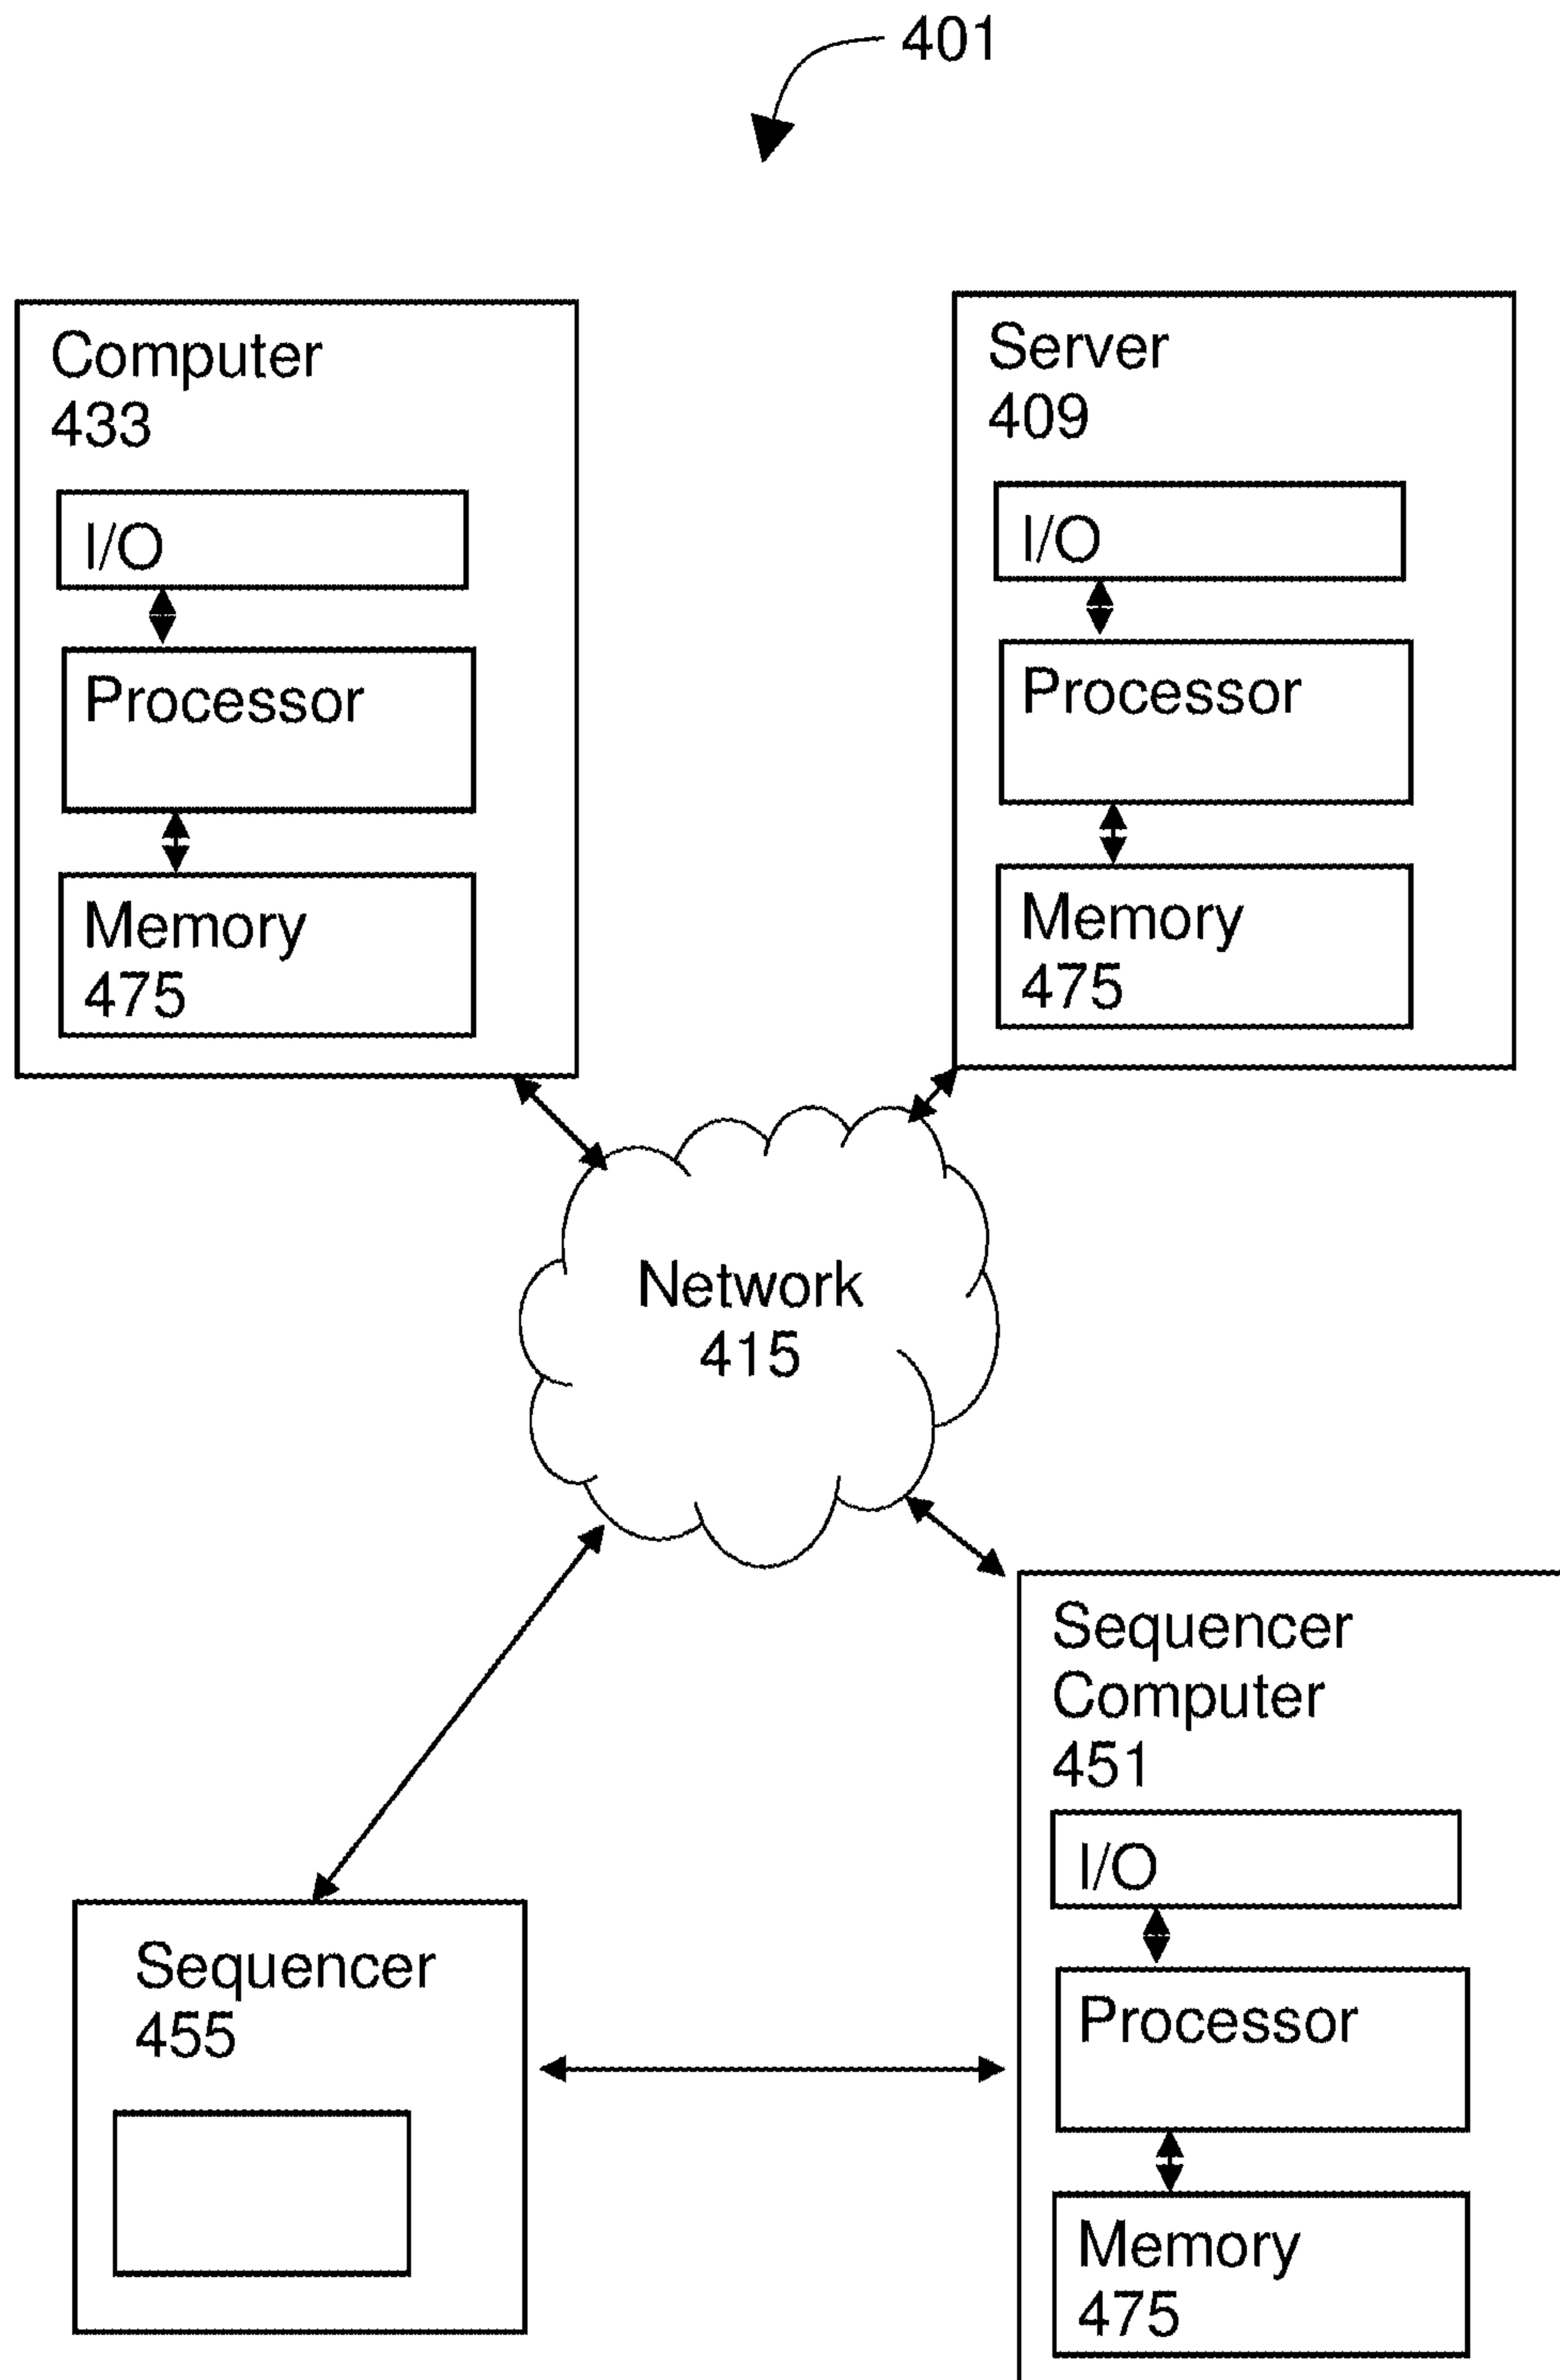 401
Computer
433
I/O
Processor
Memory
475
Server
409
I/O
Processor
Memory
475
Network
415
Sequencer
Computer
451
I/O
Processor
Memory
475
Sequencer
455